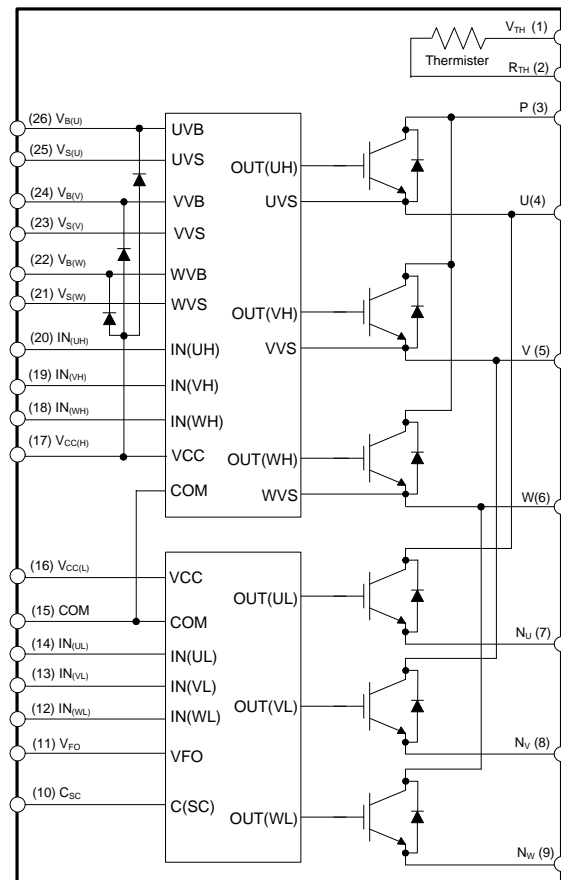 V_TH (1)
Thermister
R_TH (2)
P (3)
(26) V_B(U)
UVB
(25) V_S(U)
UVS
OUT(UH)
(24) V_B(V)
VVB
UVS
U(4)
(23) V_S(V)
VVS
(22) V_B(W)
WVB
(21) V_S(W)
WVS
OUT(VH)
(20) IN_(UH)
IN(UH)
VVS
V (5)
(19) IN_(VH)
IN(VH)
(18) IN_(WH)
IN(WH)
(17) V_CC(H)
VCC
OUT(WH)
COM
WVS
W(6)
(16) V_CC(L)
VCC
OUT(UL)
(15) COM
COM
(14) IN_(UL)
IN(UL)
N_U (7)
(13) IN_(VL)
IN(VL)
(12) IN_(WL)
IN(WL)
OUT(VL)
(11) V_FO
VFO
N_V (8)
(10) C_SC
C(SC)
OUT(WL)
N_W (9)